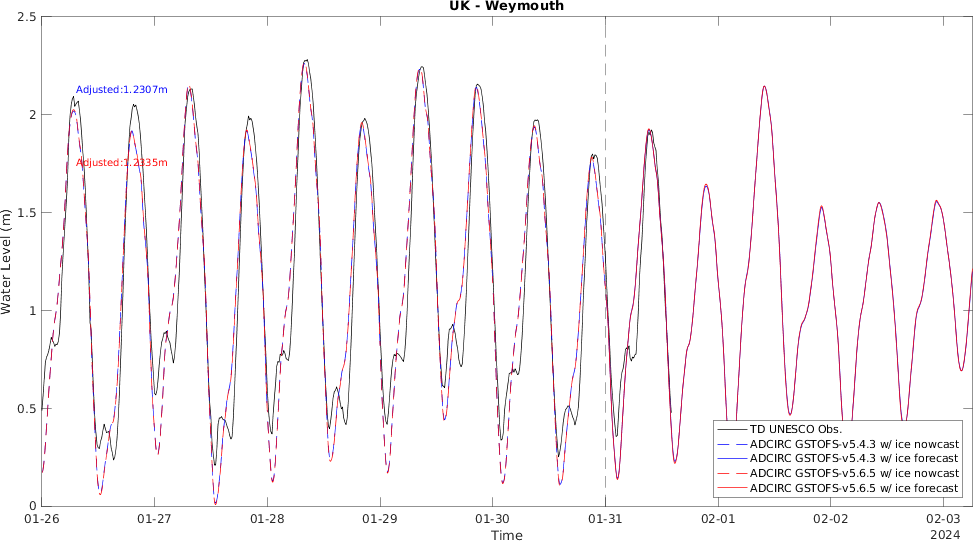 UK - Weymouth
2.5
2
1.5
1
0.5
0
Water Level (m)
Adjusted:1.2307m
Adjusted:1.2335m
TD UNESCO Obs.
ADCIRC GSTOFS-v5.4.3 w/ ice nowcast
ADCIRC GSTOFS-v5.4.3 w/ ice forecast
ADCIRC GSTOFS-v5.6.5 w/ ice nowcast
ADCIRC GSTOFS-v5.6.5 w/ ice forecast
01-26 01-27 01-28 01-29 01-30 01-31 02-01 02-02 02-03
Time
2024